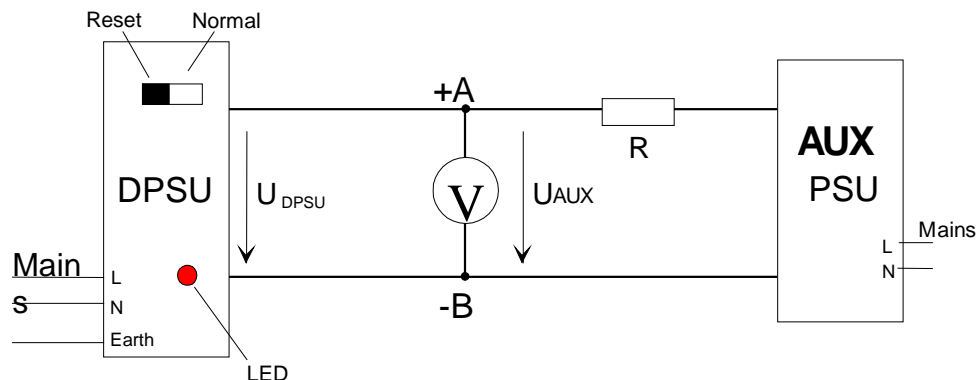 Reset
Normal
+A
AUX
R
DPSU
PSU
U DPSU
V
UAUX
Mains
L
Main
N
L
s
N
-B
Earth
LED